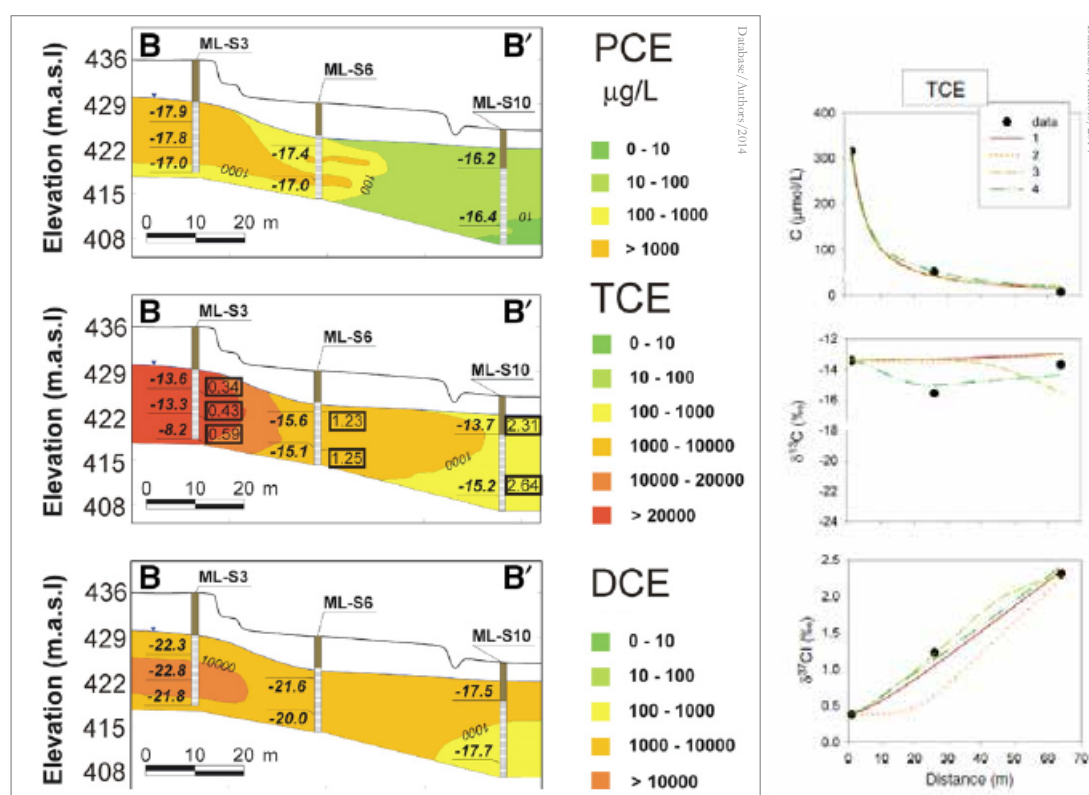 B
B′
PCE
µg/L
ML-S3
ML-S6
ML-S10
Elevation (m.a.s.l)
436
429
422
415
408
-17.9
-17.8
-17.0
1000
-17.4
-17.0
100
-16.2
-16.4
10
0 10 20 m
0 - 10
10 - 100
100 - 1000
> 1000
Database/Authors/2014
B
B′
TCE
ML-S3
ML-S6
ML-S10
Elevation (m.a.s.l)
436
429
422
415
408
-13.6 0.34
-13.3 0.43
-8.2 0.59
-15.6 1.23
-15.1 1.25
1000
-13.7 2.31
-15.2 2.64
0 10 20 m
0 - 10
10 - 100
100 - 1000
1000 - 10000
10000 - 20000
> 20000
B
B′
DCE
ML-S3
ML-S6
ML-S10
Elevation (m.a.s.l)
436
429
422
415
408
-22.3
-22.8
-21.8
10000
-21.6
-20.0
1000
-17.5
-17.7
0 10 20 m
0 - 10
10 - 100
100 - 1000
1000 - 10000
> 10000
TCE
data
1
2
3
4
C (µmol/L)
400
300
200
100
0
δ¹³C (‰)
-12
-14
-16
-18
-20
-22
-24
δ³⁷Cl (‰)
2.5
2.0
1.5
1.0
0.5
0.0
0 10 20 30 40 50 60 70
Distance (m)